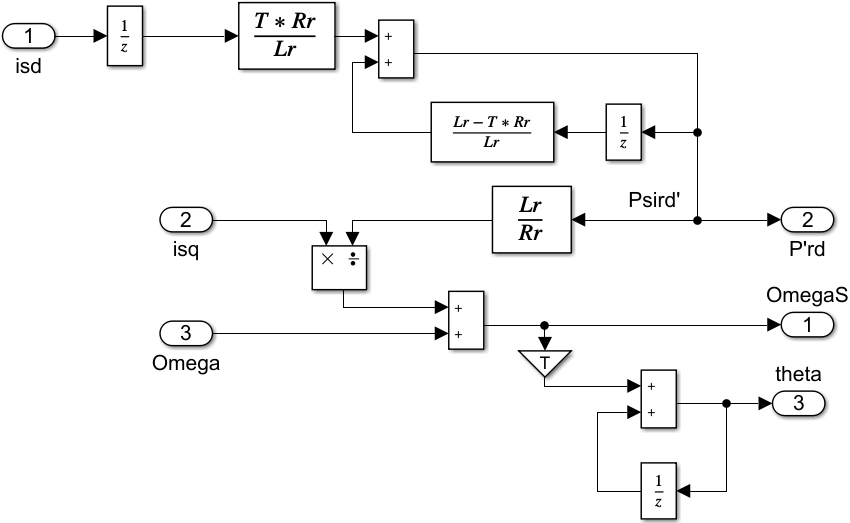 1
isd
1
z
T ∗ Rr
Lr
+
+
Lr − T ∗ Rr
Lr
1
z
Psird'
2
isq
Lr
Rr
2
P'rd
× ÷
OmegaS
1
+
+
3
Omega
T
theta
3
+
+
1
z